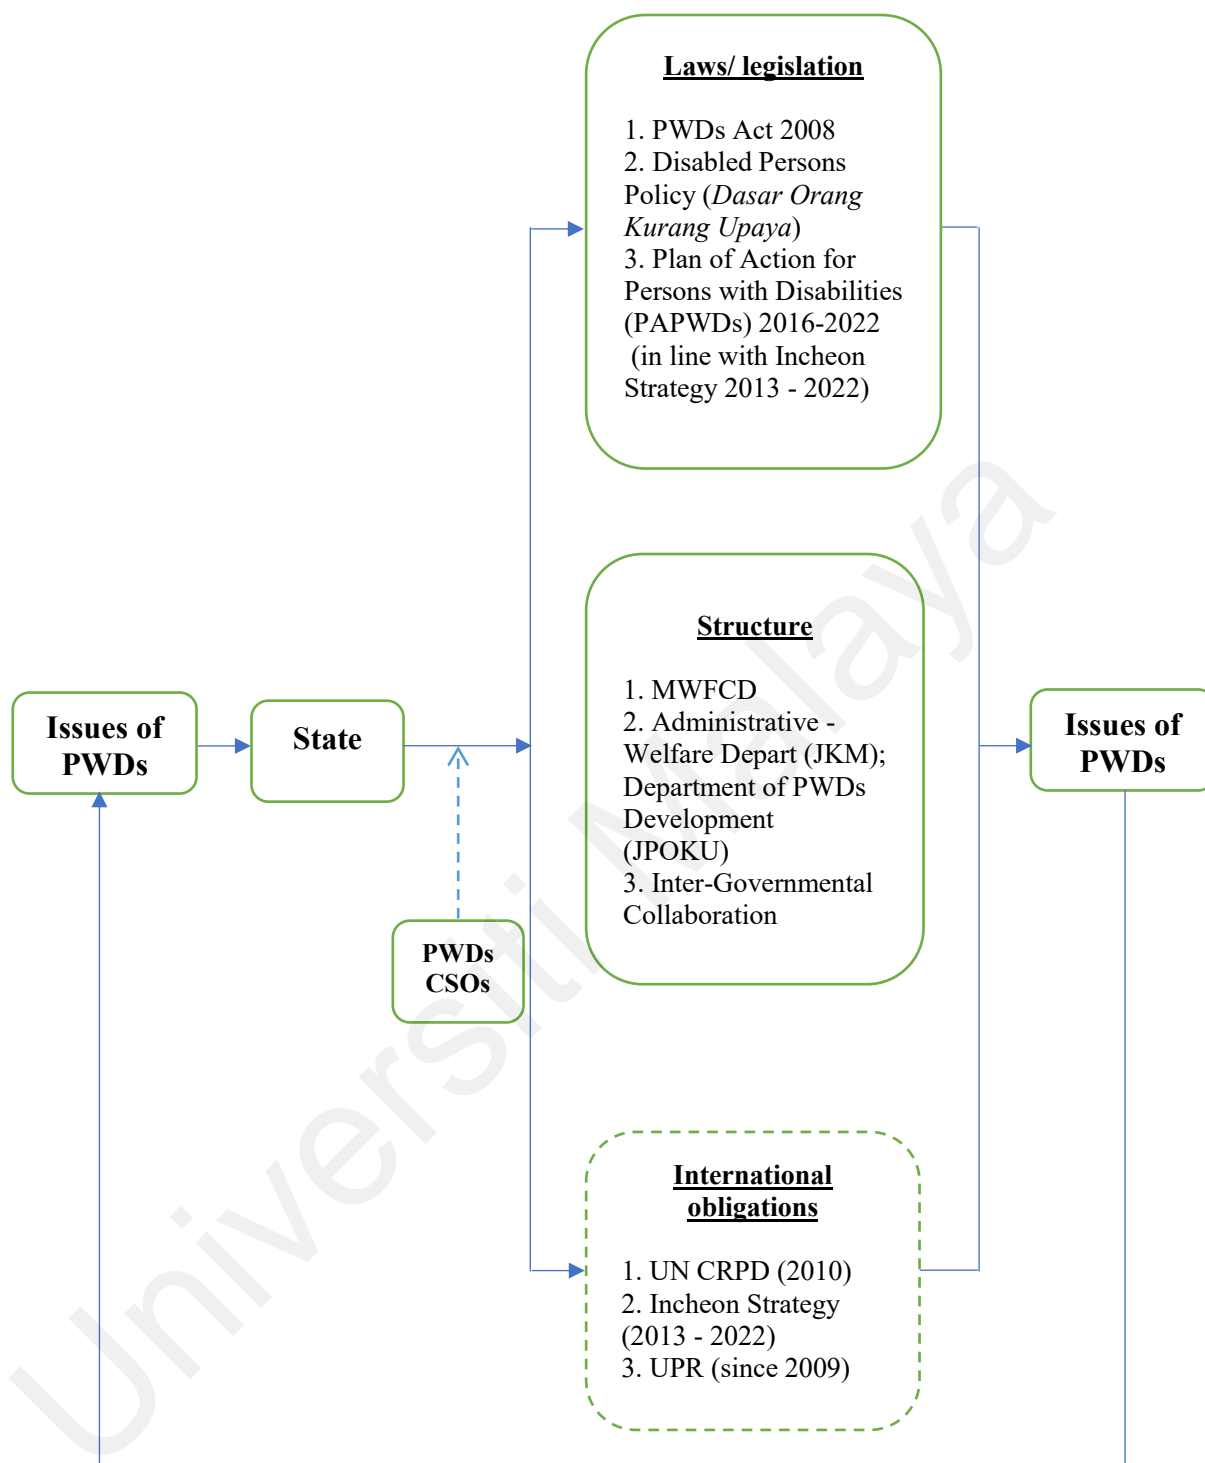 Laws/ legislation
1. PWDs Act 2008
2. Disabled Persons
Policy (Dasar Orang
Kurang Upaya)
3. Plan of Action for
Persons with Disabilities
(PAPWDs) 2016-2022
(in line with Incheon
Strategy 2013 - 2022)
Issues of
PWDs
State
PWDs
CSOs
Structure
1. MWFCD
2. Administrative -
Welfare Depart (JKM);
Department of PWDs
Development
(JPOKU)
3. Inter-Governmental
Collaboration
Issues of
PWDs
International
obligations
1. UN CRPD (2010)
2. Incheon Strategy
(2013 - 2022)
3. UPR (since 2009)
Universiti Malaya